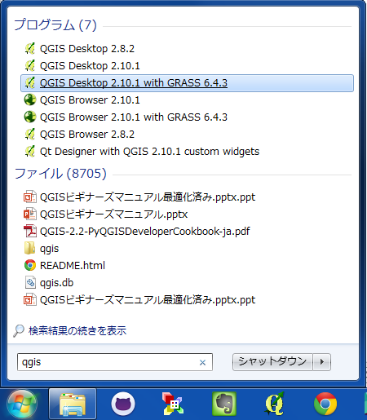 プログラム (7)
QGIS Desktop 2.8.2
QGIS Desktop 2.10.1
QGIS Desktop 2.10.1 with GRASS 6.4.3
QGIS Browser 2.10.1
QGIS Browser 2.10.1 with GRASS 6.4.3
QGIS Browser 2.8.2
Qt Designer with QGIS 2.10.1 custom widgets
ファイル (8705)
QGISビギナーズマニュアル最適化済み.pptx.ppt
QGISビギナーズマニュアル.pptx
QGIS-2.2-PyQGISDeveloperCookbook-ja.pdf
qgis
README.html
qgis.db
QGISビギナーズマニュアル最適化済み.pptx.ppt
検索結果の続きを表示
qgis
シャットダウン